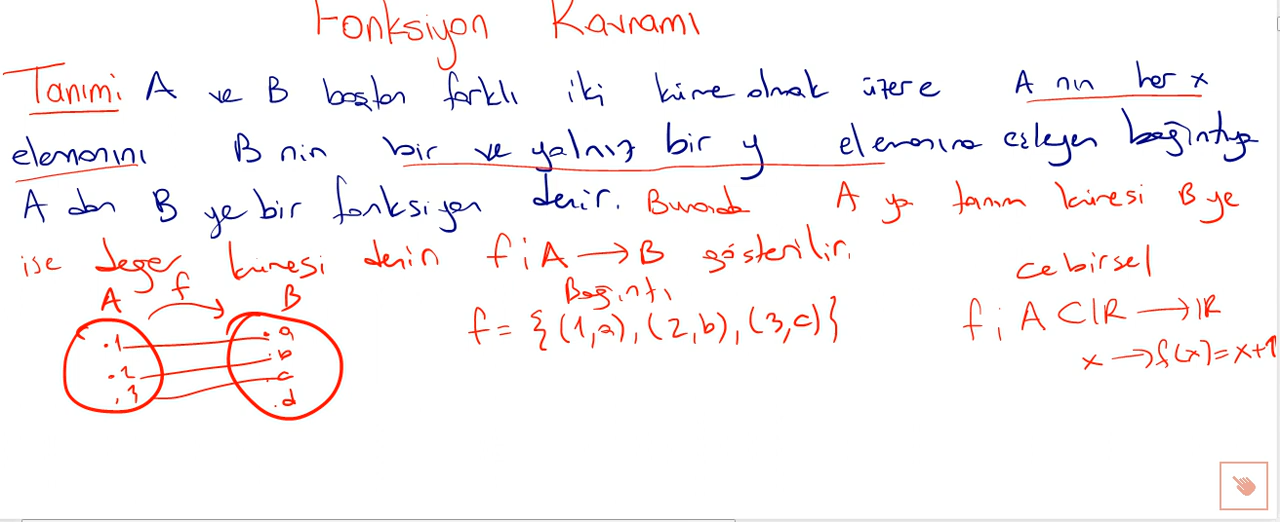 Fonksiyon Kavramı
Tanımı A ve B boştan farklı iki küme olmak üzere A nın her x
elemanını B nin bir ve yalnız bir y elemanına eşleyen bağıntıya
A dan B ye bir fonksiyon denir. Burada A ya tanım kümesi B ye
ise değer kümesi denir f: A → B gösterilir.
A f B
.1 .a
.2 .b
.3 .c
.d
Bağıntı
f = {(1,a), (2,b), (3,c)}
cebirsel
f: A ⊂ IR → IR
x → f(x) = x+1